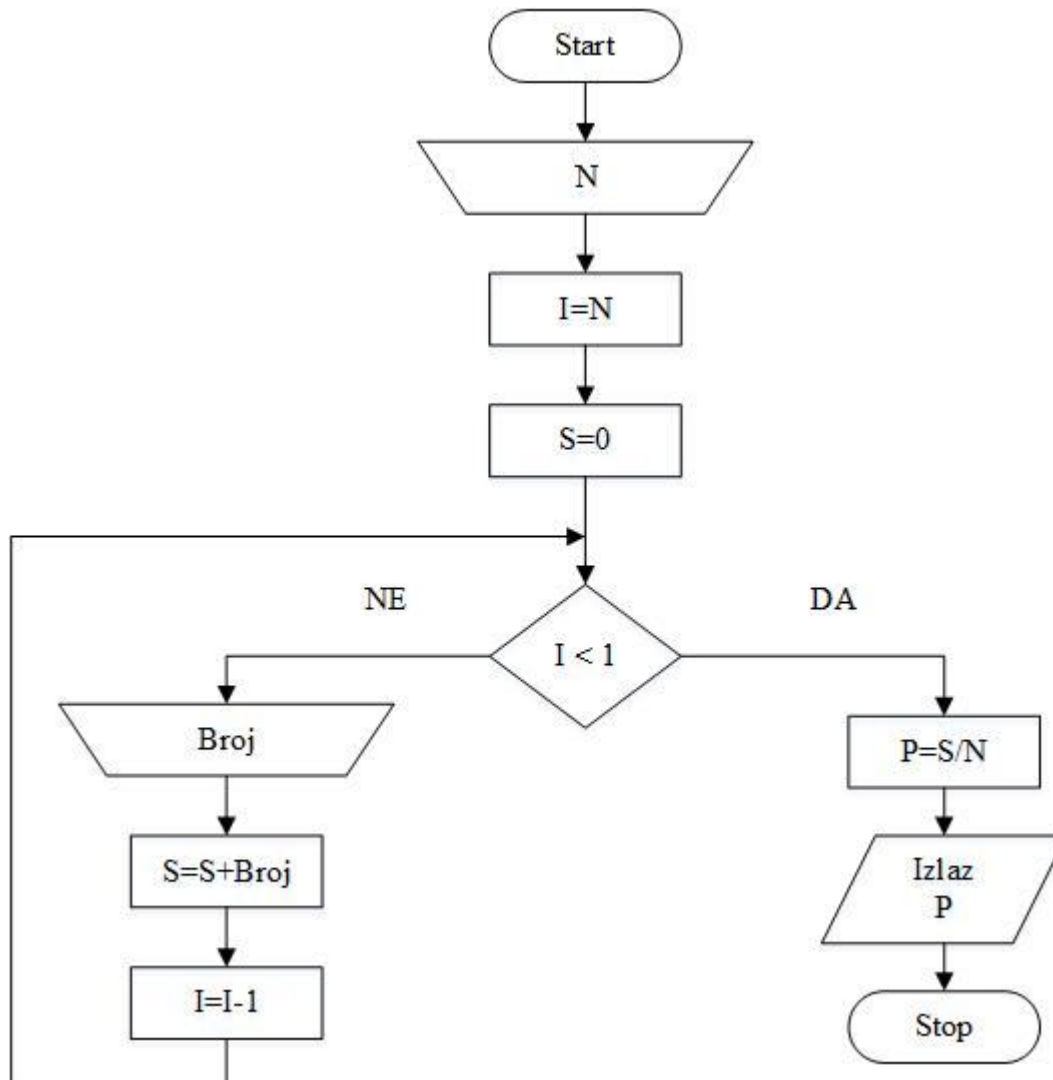 Start
N
I=N
S=0
NE
DA
I < 1
Broj
S=S+Broj
I=I-1
P=S/N
Izlaz
P
Stop